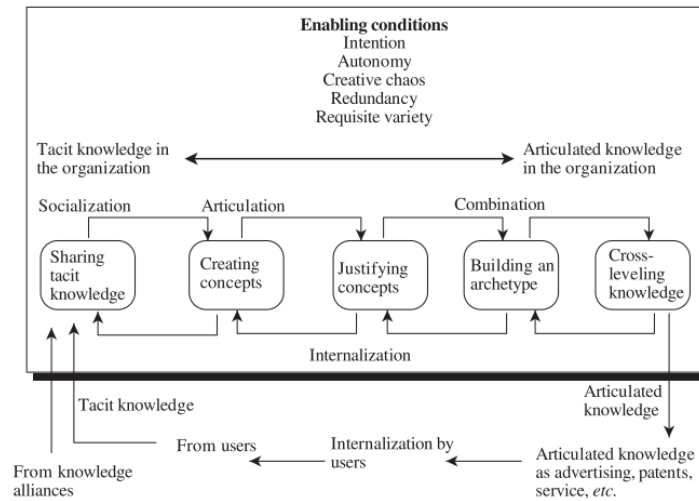 Enabling conditions
Intention
Autonomy
Creative chaos
Redundancy
Requisite variety
Tacit knowledge in
the organization
Articulated knowledge
in the organization
Socialization
Articulation
Combination
Sharing
tacit
knowledge
Creating
concepts
Justifying
concepts
Building an
archetype
Cross-
leveling
knowledge
Internalization
Tacit knowledge
Articulated
knowledge
From users
Internalization by
users
Articulated knowledge
as advertising, patents,
service, etc.
From knowledge
alliances